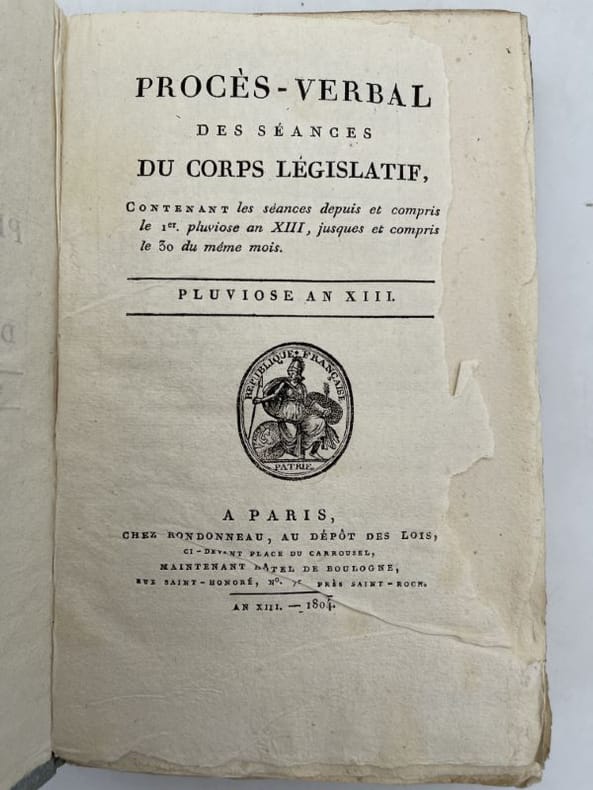 PROCÈS-VERBAL
DES SÉANCES
DU CORPS LÉGISLATIF,
CONTENANT les séances depuis et compris
le 1er. pluviose an XIII, jusques et compris
le 30 du même mois.
PLUVIOSE AN XIII.
RÉPUBLIQUE FRANÇAISE
PATRIE
A PARIS,
CHEZ RONDONNEAU, AU DÉPÔT DES LOIS,
CI-DEVANT PLACE DU CARROUSEL,
MAINTENANT DE BOULOGNE,
RUE SAINT-HONORÉ, N°. PRÈS SAINT-ROCH.
AN XIII. — 1804.